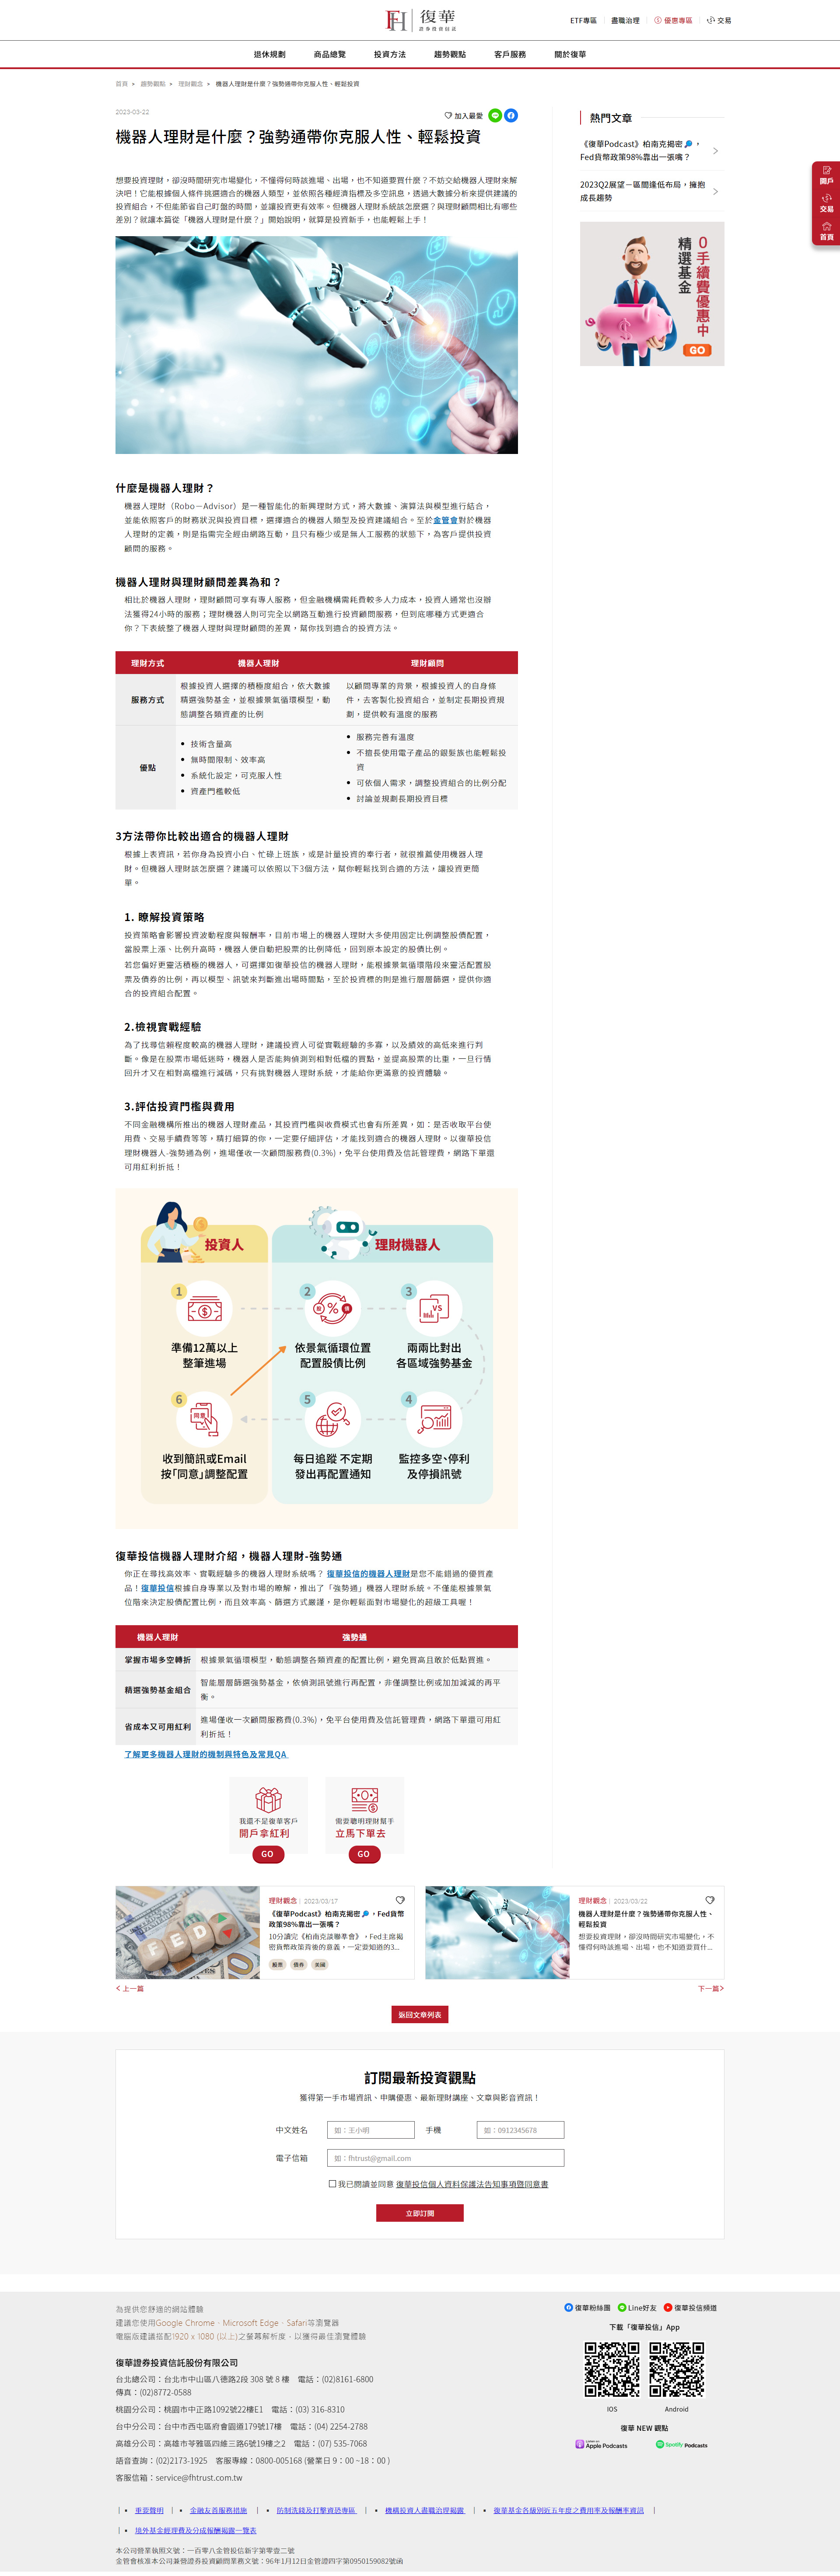 FH 復華
證券投資信託
ETF專區
盡職治理
優惠專區
交易
退休規劃
商品總覽
投資方法
趨勢觀點
客戶服務
關於復華
首頁 > 趨勢觀點 > 理財觀念 > 機器人理財是什麼？強勢通帶你克服人性、輕鬆投資
2023-03-22
加入最愛
機器人理財是什麼？強勢通帶你克服人性、輕鬆投資
想要投資理財，卻沒時間研究市場變化，不懂得何時該進場、出場，也不知道要買什麼？不妨交給機器人理財來解
決吧！它能根據個人條件挑選適合的機器人類型，並依照各種經濟指標及多空訊息，透過大數據分析來提供建議的
投資組合，不但能節省自己盯盤的時間，並讓投資更有效率。但機器人理財系統該怎麼選？與理財顧問相比有哪些
差別？就讓本篇從「機器人理財是什麼？」開始說明，就算是投資新手，也能輕鬆上手！
什麼是機器人理財？
機器人理財（Robo－Advisor）是一種智能化的新興理財方式，將大數據、演算法與模型進行結合，
並能依照客戶的財務狀況與投資目標，選擇適合的機器人類型及投資建議組合。至於金管會對於機器
人理財的定義，則是指需完全經由網路互動，且只有極少或是無人工服務的狀態下，為客戶提供投資
顧問的服務。
機器人理財與理財顧問差異為和？
相比於機器人理財，理財顧問可享有專人服務，但金融機構需耗費較多人力成本，投資人通常也沒辦
法獲得24小時的服務；理財機器人則可完全以網路互動進行投資顧問服務，但到底哪種方式更適合
你？下表統整了機器人理財與理財顧問的差異，幫你找到適合的投資方法。
理財方式 機器人理財 理財顧問
服務方式
根據投資人選擇的積極度組合，依大數據
精選強勢基金，並根據景氣循環模型，動
態調整各類資產的比例
以顧問專業的背景，根據投資人的自身條
件，去客製化投資組合，並制定長期投資規
劃，提供較有溫度的服務
優點
技術含量高
無時間限制、效率高
系統化設定，可克服人性
資產門檻較低
服務完善有溫度
不擅長使用電子產品的銀髮族也能輕鬆投
資
可依個人需求，調整投資組合的比例分配
討論並規劃長期投資目標
3方法帶你比較出適合的機器人理財
根據上表資訊，若你身為投資小白、忙碌上班族，或是計量投資的奉行者，就很推薦使用機器人理
財。但機器人理財該怎麼選？建議可以依照以下3個方法，幫你輕鬆找到合適的方法，讓投資更簡
單。
1. 瞭解投資策略
投資策略會影響投資波動程度與報酬率，目前市場上的機器人理財大多使用固定比例調整股債配置，
當股票上漲、比例升高時，機器人便自動把股票的比例降低，回到原本設定的股債比例。
若您偏好更靈活積極的機器人，可選擇如復華投信的機器人理財，能根據景氣循環階段來靈活配置股
票及債券的比例，再以模型、訊號來判斷進出場時間點，至於投資標的則是進行層層篩選，提供你適
合的投資組合配置。
2.檢視實戰經驗
為了找尋信賴程度較高的機器人理財，建議投資人可從實戰經驗的多寡，以及績效的高低來進行判
斷。像是在股票市場低迷時，機器人是否能夠偵測到相對低檔的買點，並提高股票的比重，一旦行情
回升才又在相對高檔進行減碼，只有挑對機器人理財系統，才能給你更滿意的投資體驗。
3.評估投資門檻與費用
不同金融機構所推出的機器人理財產品，其投資門檻與收費模式也會有所差異，如：是否收取平台使
用費、交易手續費等等，精打細算的你，一定要仔細評估，才能找到適合的機器人理財。以復華投信
理財機器人-強勢通為例，進場僅收一次顧問服務費(0.3%)，免平台使用費及信託管理費，網路下單還
可用紅利折抵！
投資人
理財機器人
1
準備12萬以上
整筆進場
2
股 債
依景氣循環位置
配置股債比例
3
VS
兩兩比對出
各區域強勢基金
6
同意
收到簡訊或Email
按「同意」調整配置
5
每日追蹤 不定期
發出再配置通知
4
監控多空、停利
及停損訊號
復華投信機器人理財介紹，機器人理財-強勢通
你正在尋找高效率、實戰經驗多的機器人理財系統嗎？ 復華投信的機器人理財是您不能錯過的優質產
品！復華投信根據自身專業以及對市場的瞭解，推出了「強勢通」機器人理財系統。不僅能根據景氣
位階來決定股債配置比例，而且效率高、篩選方式嚴謹，是你輕鬆面對市場變化的超級工具喔！
機器人理財 強勢通
掌握市場多空轉折 根據景氣循環模型，動態調整各類資產的配置比例，避免買高且敢於低點買進。
精選強勢基金組合
智能層層篩選強勢基金，依偵測訊號進行再配置，非僅調整比例或加加減減的再平
衡。
省成本又可用紅利
進場僅收一次顧問服務費(0.3%)，免平台使用費及信託管理費，網路下單還可用紅
利折抵！
了解更多機器人理財的機制與特色及常見QA
我還不是復華客戶
開戶拿紅利
GO
需要聰明理財幫手
立馬下單去
GO
熱門文章
《復華Podcast》柏南克揭密🔎，
Fed貨幣政策98%靠出一張嘴？
2023Q2展望－區間逢低布局，擁抱
成長趨勢
0手續費優惠中
精選基金
GO
開戶
交易
首頁
FED
理財觀念 | 2023/03/17
《復華Podcast》柏南克揭密🔎，Fed貨幣
政策98%靠出一張嘴？
10分讀完《柏南克談聯準會》，Fed主席揭
密貨幣政策背後的意義，一定要知道的3...
股票 債券 美國
理財觀念 | 2023/03/22
機器人理財是什麼？強勢通帶你克服人性、
輕鬆投資
想要投資理財，卻沒時間研究市場變化，不
懂得何時該進場、出場，也不知道要買什...
< 上一篇
下一篇>
返回文章列表
訂閱最新投資觀點
獲得第一手市場資訊、申購優惠、最新理財講座、文章與影音資訊！
中文姓名 如：王小明 手機 如：0912345678
電子信箱 如：fhtrust@gmail.com
我已閱讀並同意 復華投信個人資料保護法告知事項暨同意書
立即訂閱
為提供您舒適的網站體驗
建議您使用Google Chrome、Microsoft Edge、Safari等瀏覽器
電腦版建議搭配1920 x 1080 (以上)之螢幕解析度，以獲得最佳瀏覽體驗
復華證券投資信託股份有限公司
台北總公司：台北市中山區八德路2段 308 號 8 樓 電話：(02)8161-6800
傳真：(02)8772-0588
桃園分公司：桃園市中正路1092號22樓E1 電話：(03) 316-8310
台中分公司：台中市西屯區府會園道179號17樓 電話：(04) 2254-2788
高雄分公司：高雄市苓雅區四維三路6號19樓之2 電話：(07) 535-7068
語音查詢：(02)2173-1925 客服專線：0800-005168 (營業日 9：00 ~18：00 )
客服信箱：service@fhtrust.com.tw
復華粉絲團
Line好友
復華投信頻道
下載「復華投信」App
IOS
Android
復華 NEW 觀點
Listen on
Apple Podcasts
Spotify Podcasts
| • 重要聲明 | • 金融友善服務措施 | • 防制洗錢及打擊資恐專區 | • 機構投資人盡職治理揭露 | • 復華基金各級別近五年度之費用率及報酬率資訊 |
| • 境外基金經理費及分成報酬揭露一覽表
本公司營業執照文號：一百零八金管投信新字第零壹二號
金管會核准本公司兼營證券投資顧問業務文號：96年1月12日金管證四字第0950159082號函